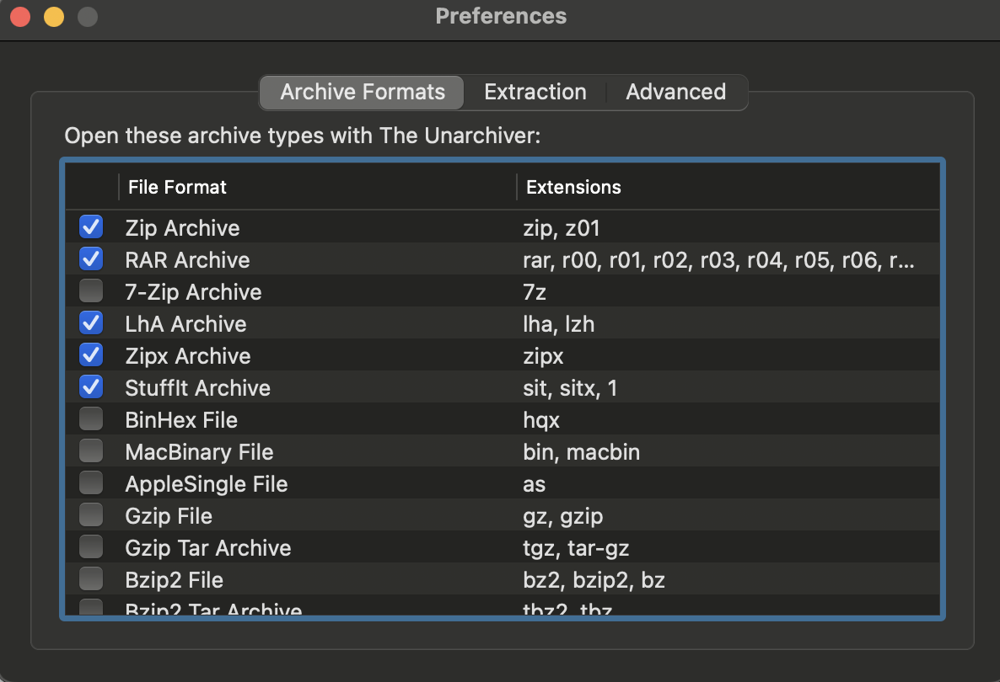 Preferences
Archive Formats Extraction Advanced
Open these archive types with The Unarchiver:
File Format Extensions
Zip Archive zip, z01
RAR Archive rar, r00, r01, r02, r03, r04, r05, r06, r...
7-Zip Archive 7z
LhA Archive lha, lzh
Zipx Archive zipx
StuffIt Archive sit, sitx, 1
BinHex File hqx
MacBinary File bin, macbin
AppleSingle File as
Gzip File gz, gzip
Gzip Tar Archive tgz, tar-gz
Bzip2 File bz2, bzip2, bz
Bzip2 Tar Archive tbz2, tbz